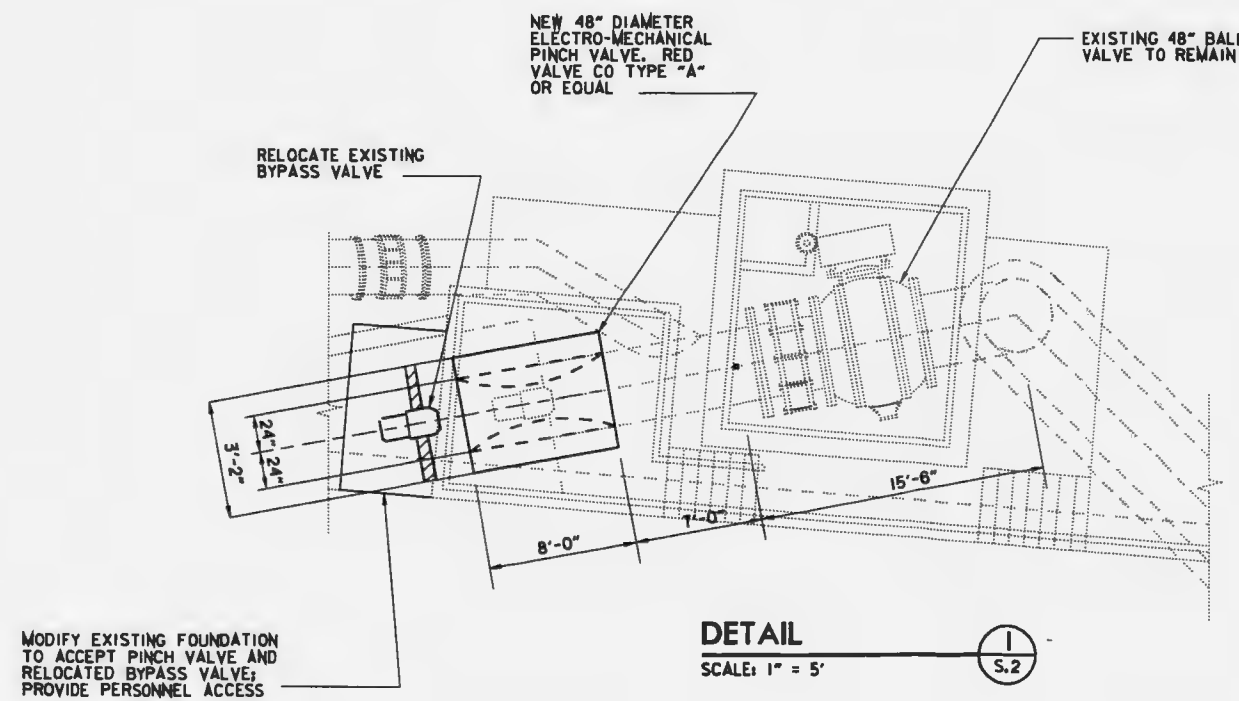 NEW 48" DIAMETER
ELECTRO-MECHANICAL
PINCH VALVE. RED
VALVE CO TYPE "A"
OR EQUAL
EXISTING 48" BALL
VALVE TO REMAIN
RELOCATE EXISTING
BYPASS VALVE
24"
24"
3'-2"
8'-0"
7'-0"
15'-6"
MODIFY EXISTING FOUNDATION
TO ACCEPT PINCH VALVE AND
RELOCATED BYPASS VALVE;
PROVIDE PERSONNEL ACCESS
DETAIL
SCALE: 1" = 5'
1
S.2